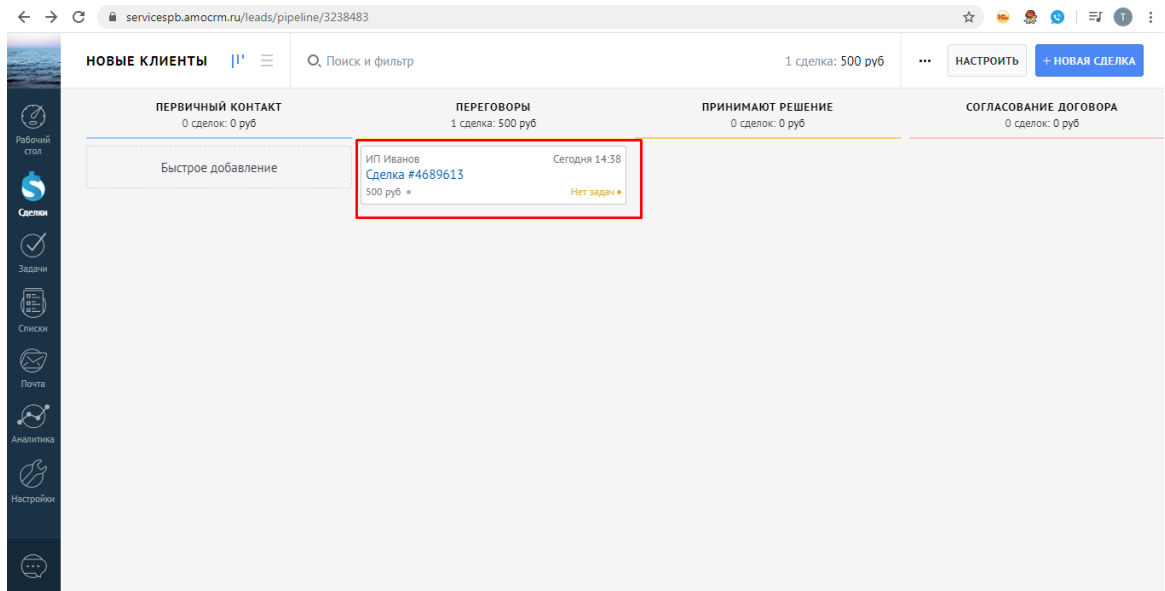 servicespb.amocrm.ru/leads/pipeline/3238483
T
НОВЫЕ КЛИЕНТЫ
Поиск и фильтр
1 сделка: 500 руб
НАСТРОИТЬ
+ НОВАЯ СДЕЛКА
Рабочий
стол
Сделки
Задачи
Списки
Почта
Аналитика
Настройки
ПЕРВИЧНЫЙ КОНТАКТ
0 сделок: 0 руб
Быстрое добавление
ПЕРЕГОВОРЫ
1 сделка: 500 руб
ИП Иванов
Сегодня 14:38
Сделка #4689613
500 руб
Нет задач
ПРИНИМАЮТ РЕШЕНИЕ
0 сделок: 0 руб
СОГЛАСОВАНИЕ ДОГОВОРА
0 сделок: 0 руб